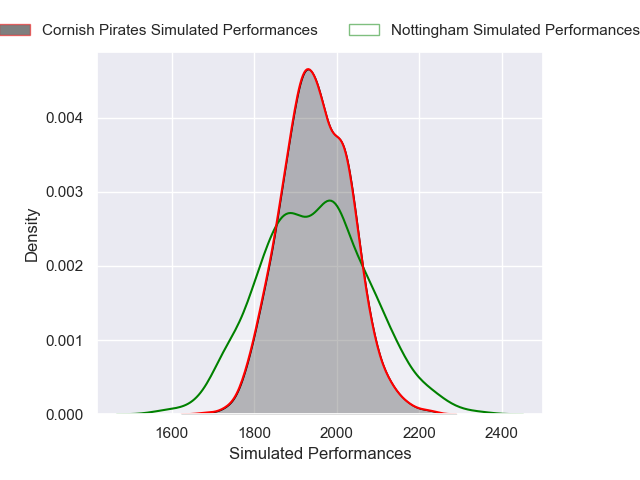 Cornish Pirates Simulated Performances
Nottingham Simulated Performances
0.004
0.003
0.002
0.001
0.000
Density
1600 1800 2000 2200 2400
Simulated Performances